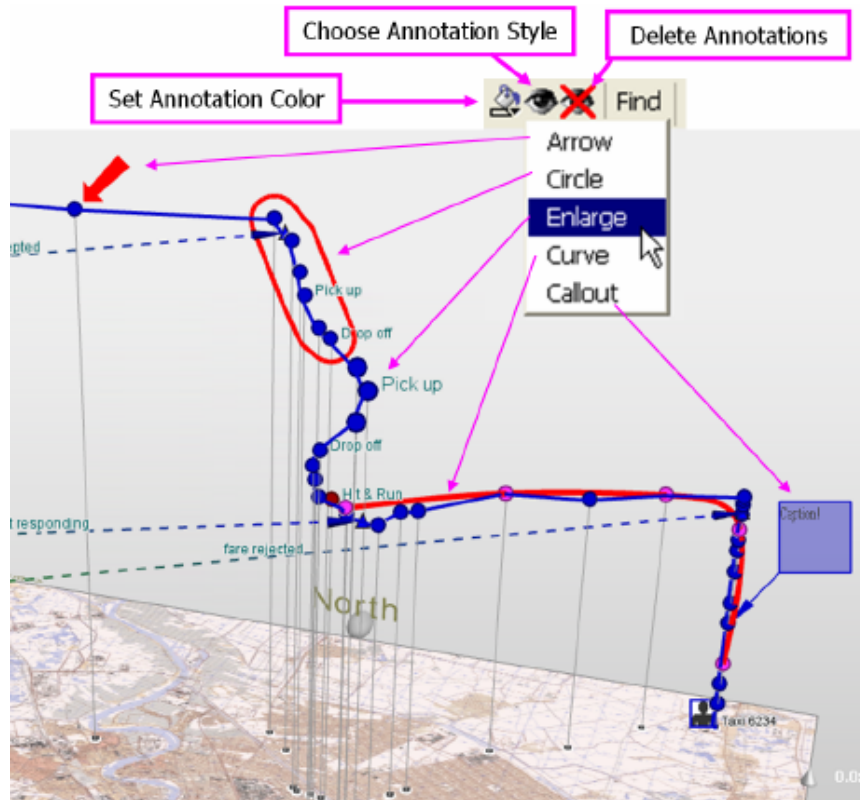 Choose Annotation Style
Delete Annotations
Set Annotation Color
Find
Arrow
Circle
Enlarge
Curve
Callout
epted
Pick up
Drop off
Pick up
Drop off
Hit & Run
Caption!
t responding
fare rejected
North
Taxi 6234